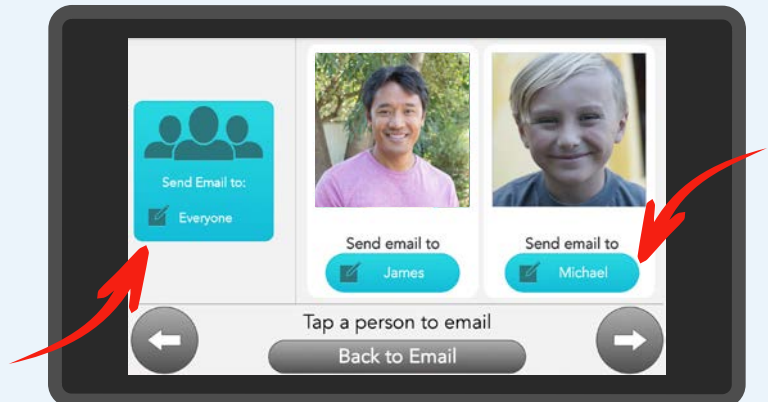 Send Email to:
Everyone
Send email to
James
Send email to
Michael
Tap a person to email
Back to Email